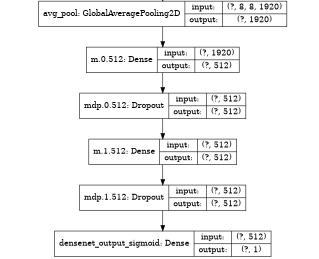 avg_pool: GlobalAveragePooling2D input: (?, 8, 8, 1920)
output: (?, 1920)
m.0.512: Dense input: (?, 1920)
output: (?, 512)
mdp.0.512: Dropout input: (?, 512)
output: (?, 512)
m.1.512: Dense input: (?, 512)
output: (?, 512)
mdp.1.512: Dropout input: (?, 512)
output: (?, 512)
densenet_output_sigmoid: Dense input: (?, 512)
output: (?, 1)